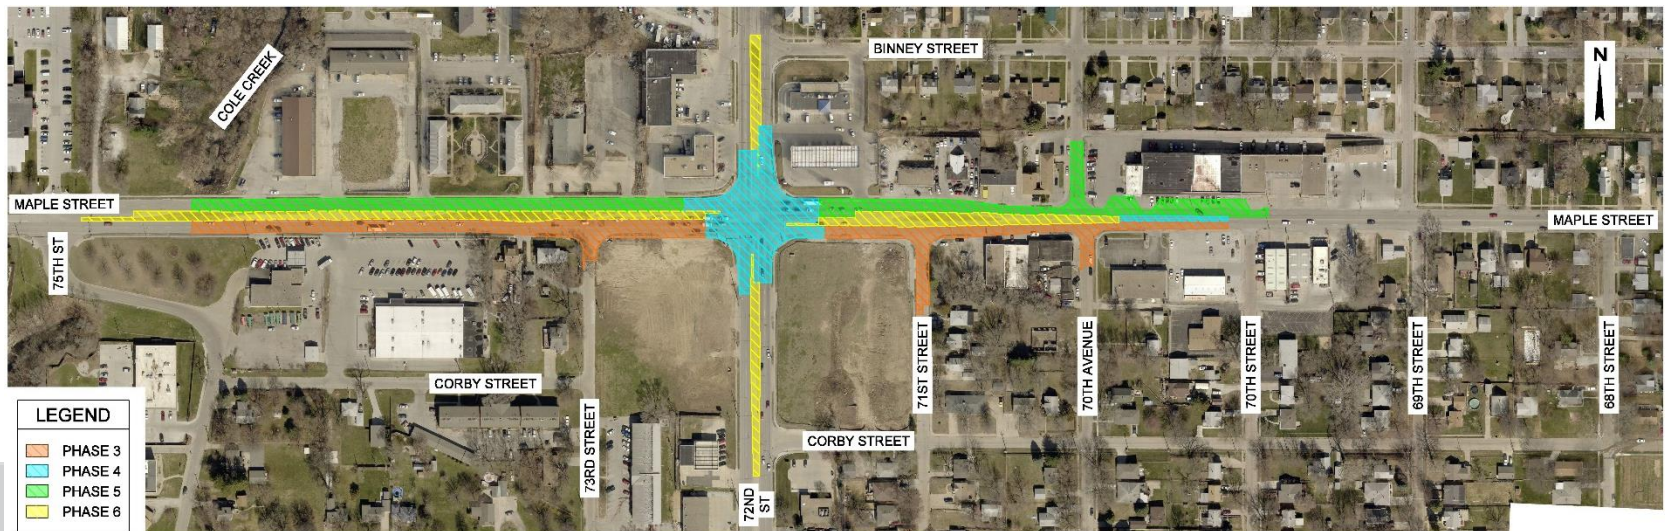 BINNEY STREET
N
COLE CREEK
MAPLE STREET
MAPLE STREET
75TH ST
CORBY STREET
73RD STREET
72ND
ST
CORBY STREET
71ST STREET
70TH AVENUE
70TH STREET
69TH STREET
68TH STREET
LEGEND
PHASE 3
PHASE 4
PHASE 5
PHASE 6